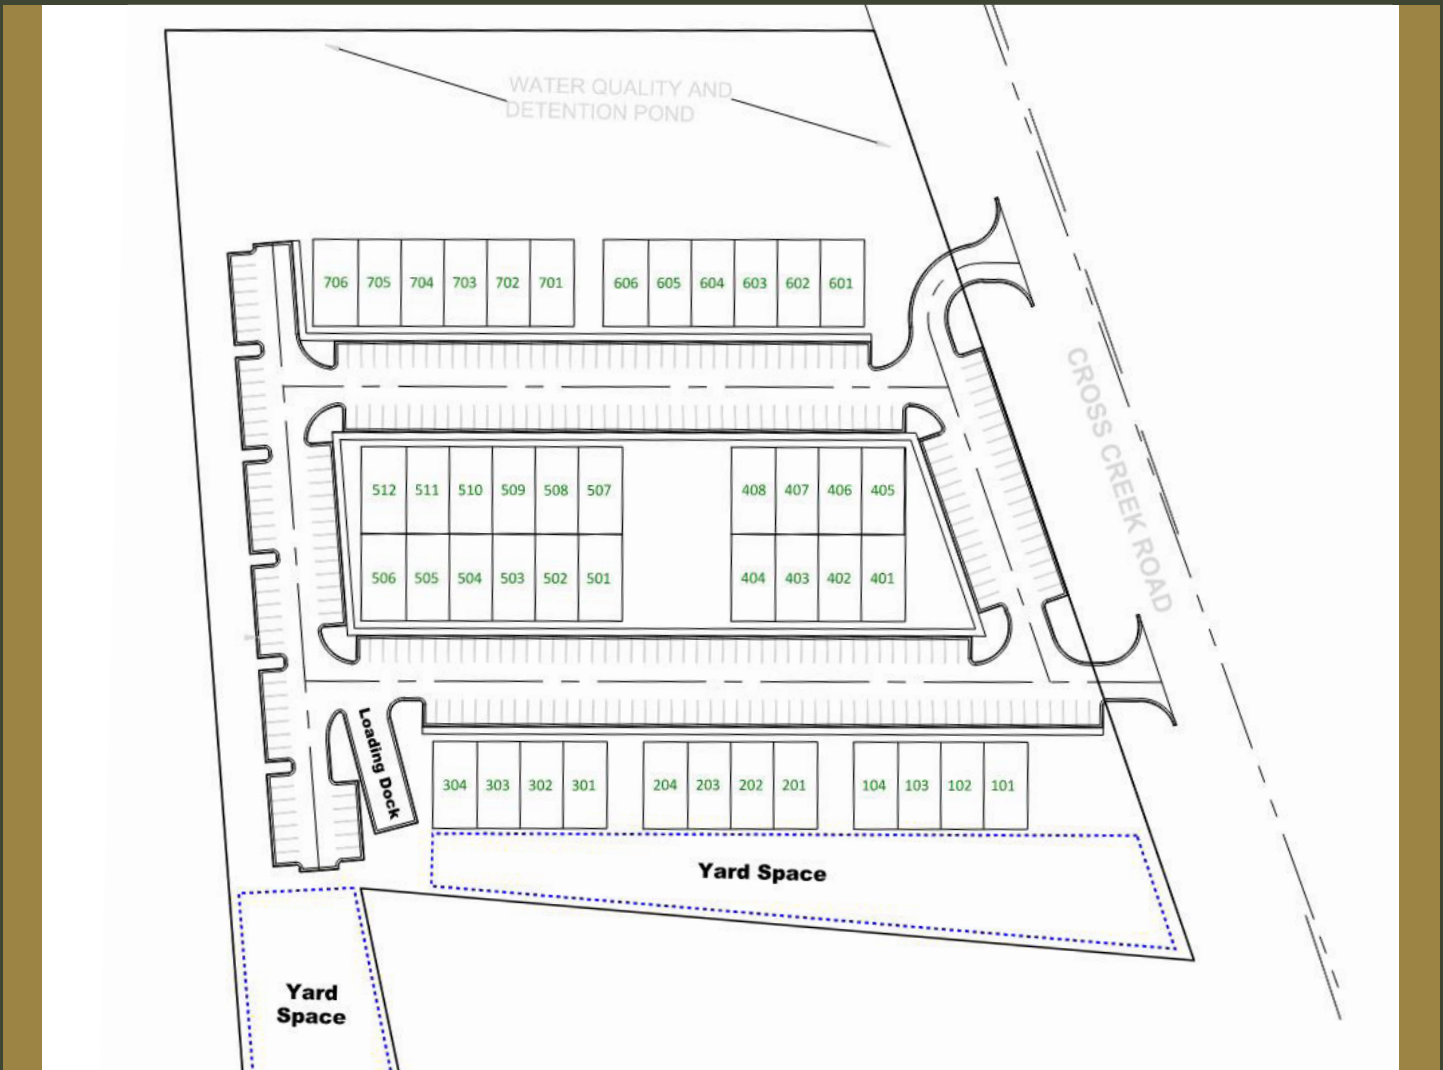 WATER QUALITY AND
DETENTION POND
706 705 704 703 702 701 606 605 604 603 602 601
CROSS CREEK ROAD
512 511 510 509 508 507 408 407 406 405
506 505 504 503 502 501 404 403 402 401
Loading Dock
304 303 302 301 204 203 202 201 104 103 102 101
Yard Space
Yard
Space